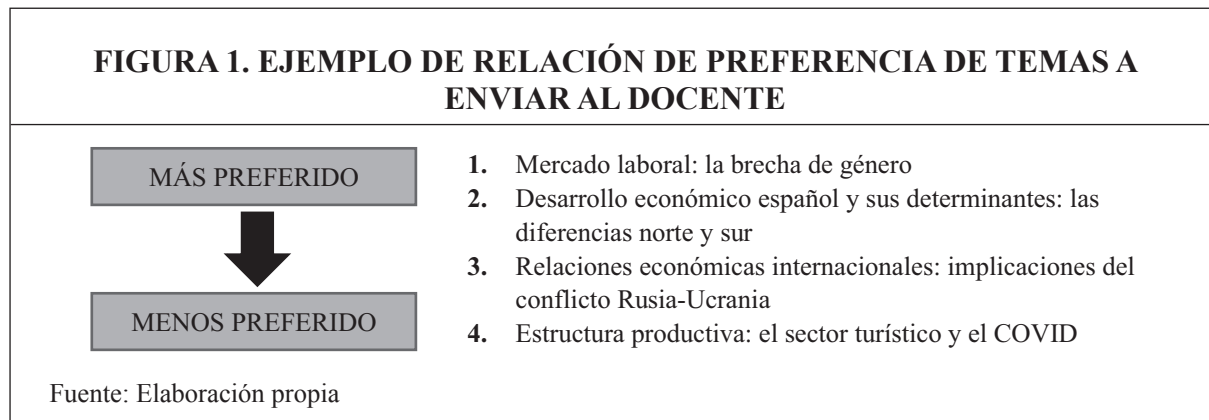 FIGURA 1. EJEMPLO DE RELACIÓN DE PREFERENCIA DE TEMAS A
ENVIAR AL DOCENTE
MÁS PREFERIDO
MENOS PREFERIDO
1. Mercado laboral: la brecha de género
2. Desarrollo económico español y sus determinantes: las
diferencias norte y sur
3. Relaciones económicas internacionales: implicaciones del
conflicto Rusia-Ucrania
4. Estructura productiva: el sector turístico y el COVID
Fuente: Elaboración propia